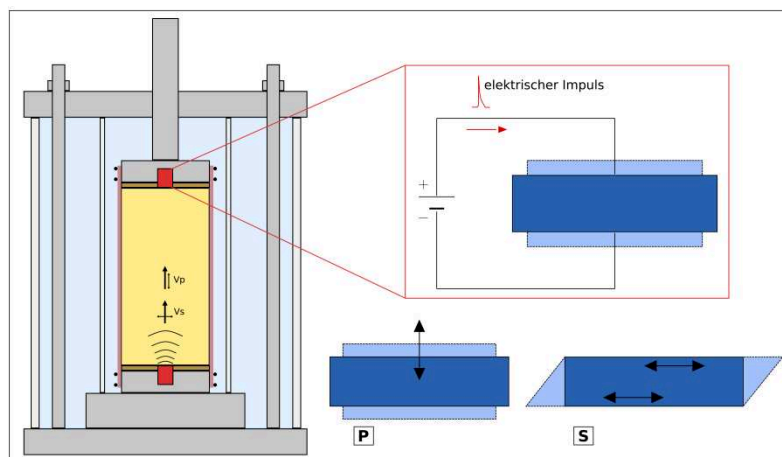 elektrischer Impuls
+
–
Vp
Vs
P
S